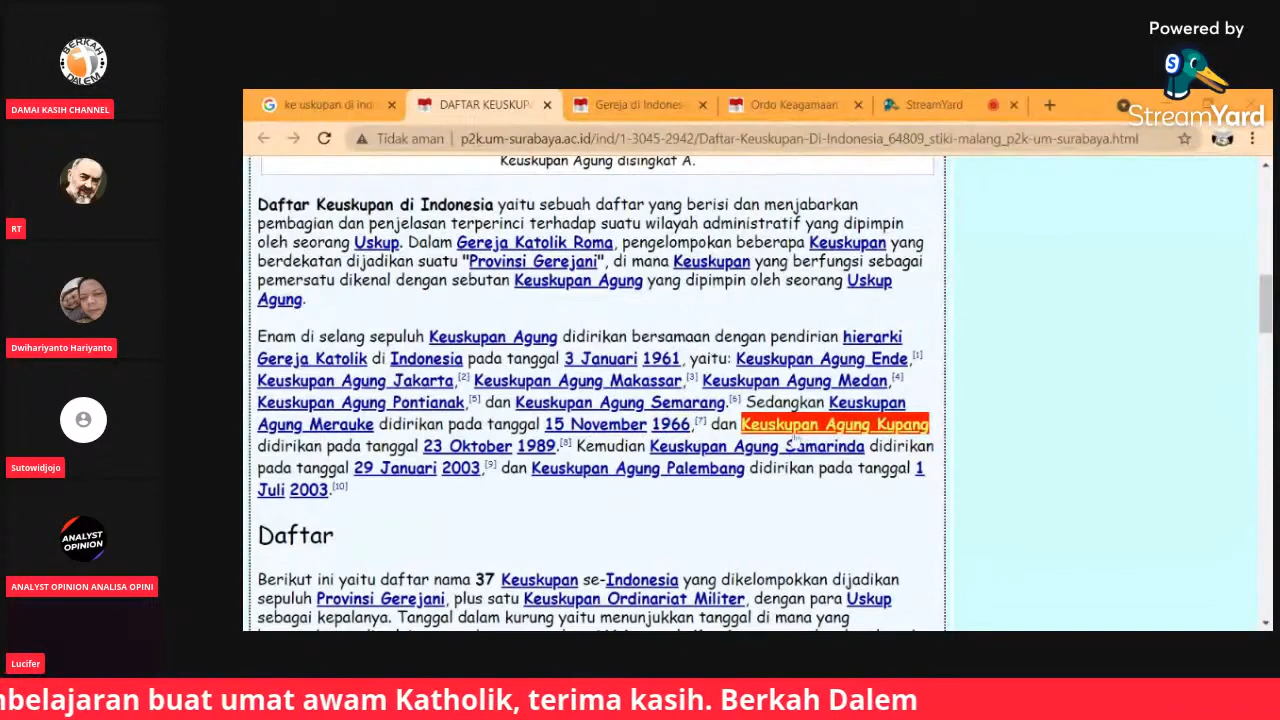 Powered by
StreamYard
BERKAH
DALEM
DAMAI KASIH CHANNEL
RT
Dwihariyanto Hariyanto
Sutowidjojo
ANALYST
OPINION
ANALYST OPINION ANALISA OPINI
Lucifer
ke uskupan di ind
DAFTAR KEUSKUP
Gereja di Indones
Ordo Keagamaan
StreamYard
Tidak aman | p2k.um-surabaya.ac.id/ind/1-3045-2942/Daftar-Keuskupan-Di-Indonesia_64809_stiki-malang_p2k-um-surabaya.html
Keuskupan Agung disingkat A.
Daftar Keuskupan di Indonesia yaitu sebuah daftar yang berisi dan menjabarkan
pembagian dan penjelasan terperinci terhadap suatu wilayah administratif yang dipimpin
oleh seorang Uskup. Dalam Gereja Katolik Roma, pengelompokan beberapa Keuskupan yang
berdekatan dijadikan suatu "Provinsi Gerejani", di mana Keuskupan yang berfungsi sebagai
pemersatu dikenal dengan sebutan Keuskupan Agung yang dipimpin oleh seorang Uskup
Agung.
Enam di selang sepuluh Keuskupan Agung didirikan bersamaan dengan pendirian hierarki
Gereja Katolik di Indonesia pada tanggal 3 Januari 1961, yaitu: Keuskupan Agung Ende,[1]
Keuskupan Agung Jakarta,[2] Keuskupan Agung Makassar,[3] Keuskupan Agung Medan,[4]
Keuskupan Agung Pontianak,[5] dan Keuskupan Agung Semarang.[6] Sedangkan Keuskupan
Agung Merauke didirikan pada tanggal 15 November 1966,[7] dan Keuskupan Agung Kupang
didirikan pada tanggal 23 Oktober 1989.[8] Kemudian Keuskupan Agung Samarinda didirikan
pada tanggal 29 Januari 2003,[9] dan Keuskupan Agung Palembang didirikan pada tanggal 1
Juli 2003.[10]
Daftar
Berikut ini yaitu daftar nama 37 Keuskupan se-Indonesia yang dikelompokkan dijadikan
sepuluh Provinsi Gerejani, plus satu Keuskupan Ordinariat Militer, dengan para Uskup
sebagai kepalanya. Tanggal dalam kurung yaitu menunjukkan tanggal di mana yang
mbelajaran buat umat awam Katholik, terima kasih. Berkah Dalem